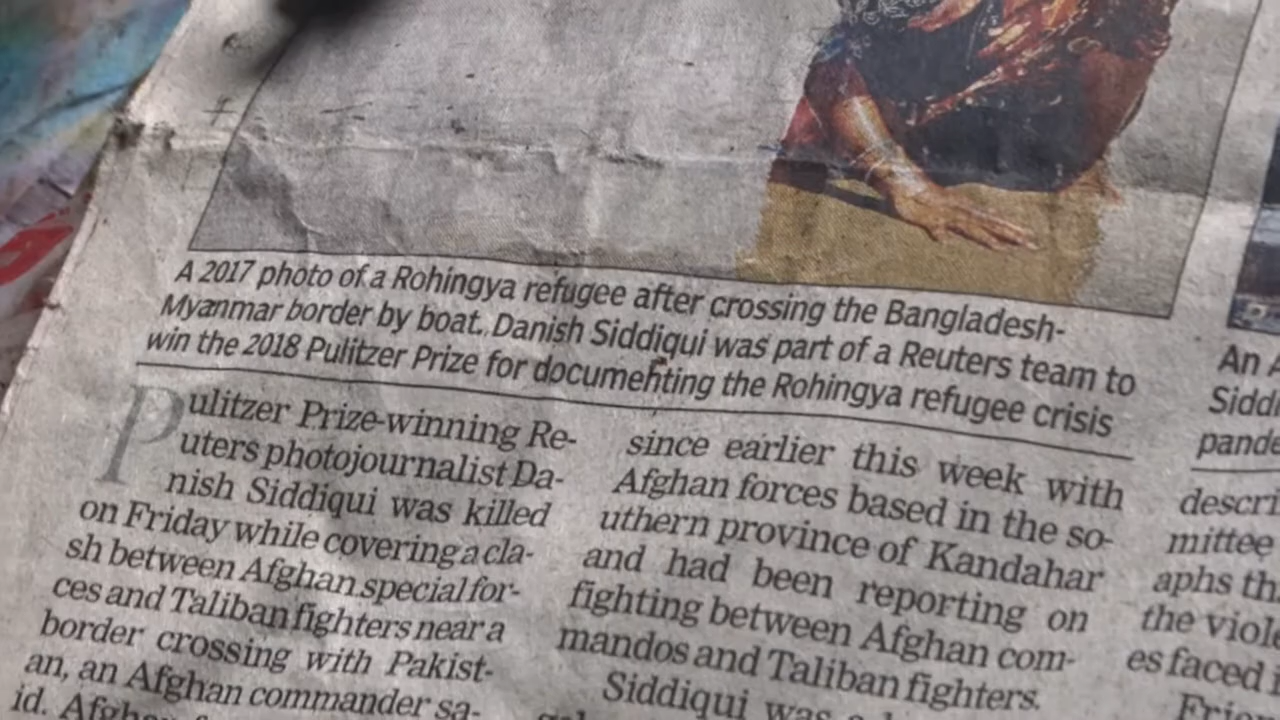 A 2017 photo of a Rohingya refugee after crossing the Bangladesh-
Myanmar border by boat. Danish Siddiqui was part of a Reuters team to
win the 2018 Pulitzer Prize for documenting the Rohingya refugee crisis
Pulitzer Prize-winning Re-
uters photojournalist Da-
nish Siddiqui was killed
on Friday while covering a cla-
sh between Afghan special for-
ces and Taliban fighters near a
border crossing with Pakist-
an, an Afghan commander sa-
id.
since earlier this week with
Afghan forces based in the so-
uthern province of Kandahar
and had been reporting on
fighting between Afghan com-
mandos and Taliban fighters.
Siddiqui was a
An A
Siddi
pande
descri
mittee
aphs th
the viole
es faced